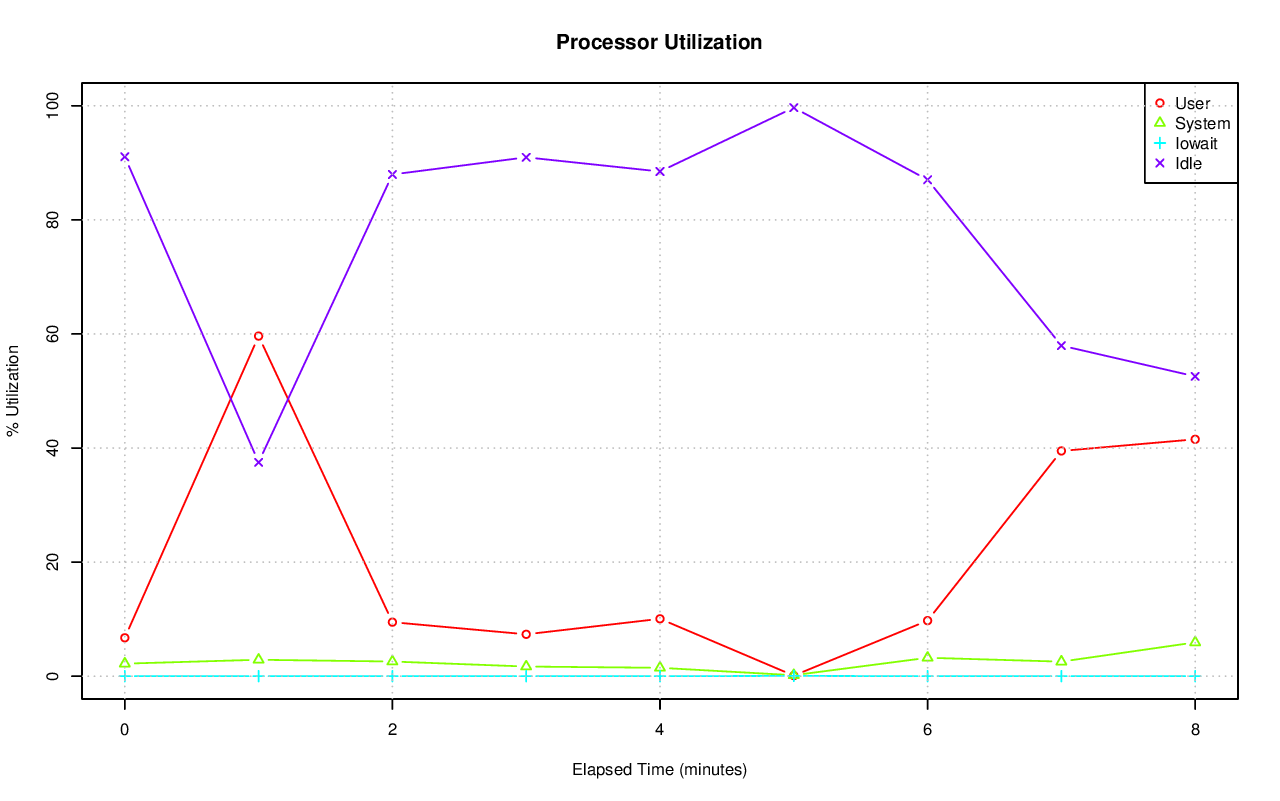 Processor Utilization
User
System
Iowait
Idle
100
80
60
40
20
0
% Utilization
0 2 4 6 8
Elapsed Time (minutes)